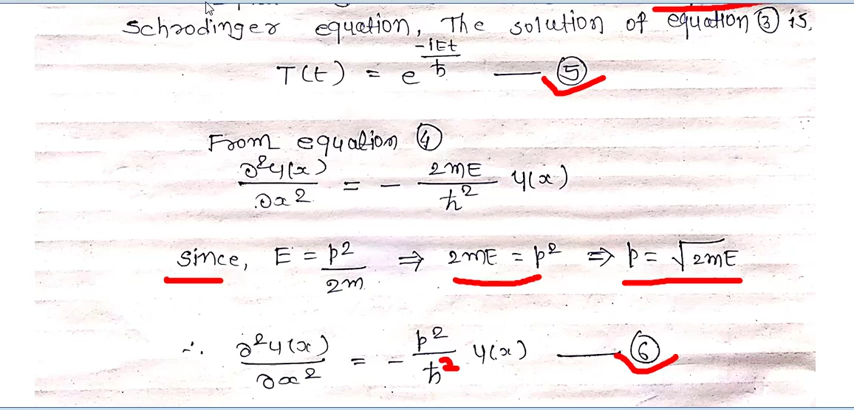 Schrodinger equation, The solution of equation ③ is.
T(t) = e^(-iEt/ħ) —— ⑤
From equation ④
∂²ψ(x)/∂x² = - 2mE/ħ² ψ(x)
Since, E = p²/2m ⇒ 2mE = p² ⇒ p = √2mE
∴ ∂²ψ(x)/∂x² = - p²/ħ² ψ(x) —— ⑥